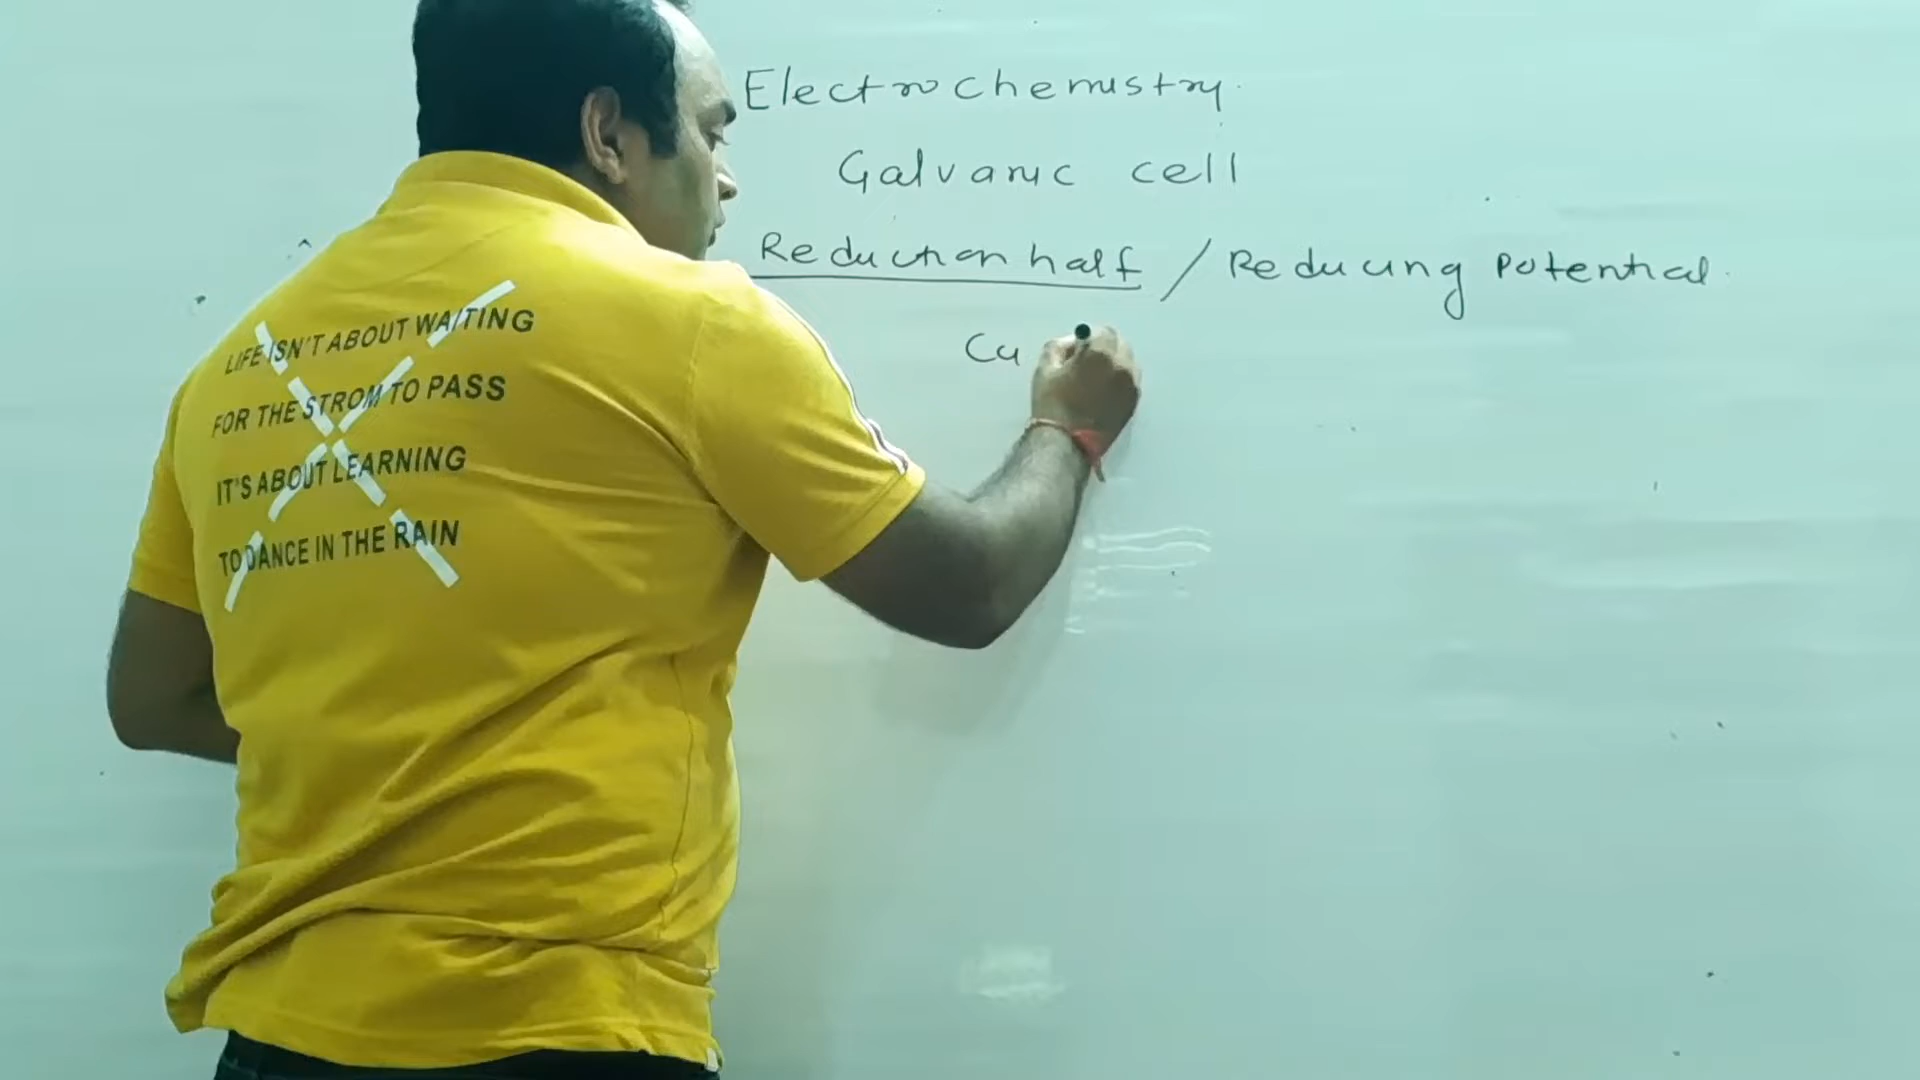 Electrochemistry.
Galvanic cell
Reduction half / Reducing Potential.
Cu
LIFE ISN'T ABOUT WAITING
FOR THE STROM TO PASS
IT'S ABOUT LEARNING
TO DANCE IN THE RAIN